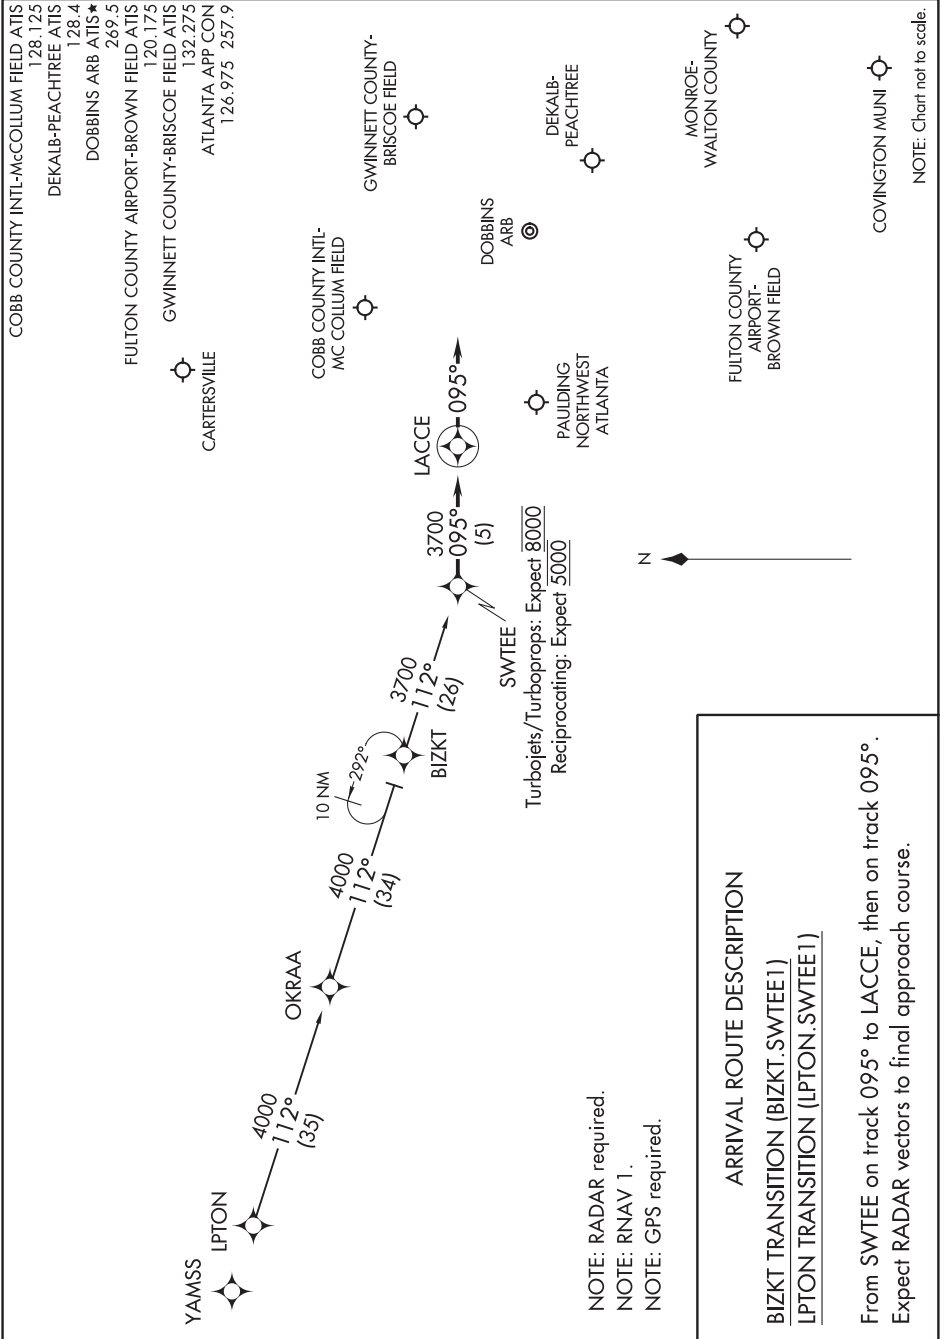 COBB COUNTY INTL-McCOLLUM FIELD ATIS
128.125
DEKALB-PEACHTREE ATIS
128.4
DOBBINS ARB ATIS★
269.5
FULTON COUNTY AIRPORT-BROWN FIELD ATIS
120.175
GWINNETT COUNTY-BRISCOE FIELD ATIS
132.275
ATLANTA APP CON
126.975 257.9
YAMSS
LPTON
4000
112°
(35)
OKRAA
4000
112°
(34)
10 NM
292°
BIZKT
3700
112°
(26)
SWTEE
Turbojets/Turboprops: Expect 8000
Reciprocating: Expect 5000
3700
095°
(5)
LACCE
095°
CARTERSVILLE
COBB COUNTY INTL-
MC COLLUM FIELD
GWINNETT COUNTY-
BRISCOE FIELD
DOBBINS
ARB
DEKALB-
PEACHTREE
PAULDING
NORTHWEST
ATLANTA
MONROE-
WALTON COUNTY
FULTON COUNTY
AIRPORT-
BROWN FIELD
COVINGTON MUNI
N
NOTE: RADAR required.
NOTE: RNAV 1.
NOTE: GPS required.
NOTE: Chart not to scale.
ARRIVAL ROUTE DESCRIPTION
BIZKT TRANSITION (BIZKT.SWTEE1)
LPTON TRANSITION (LPTON.SWTEE1)
From SWTEE on track 095° to LACCE, then on track 095°.
Expect RADAR vectors to final approach course.